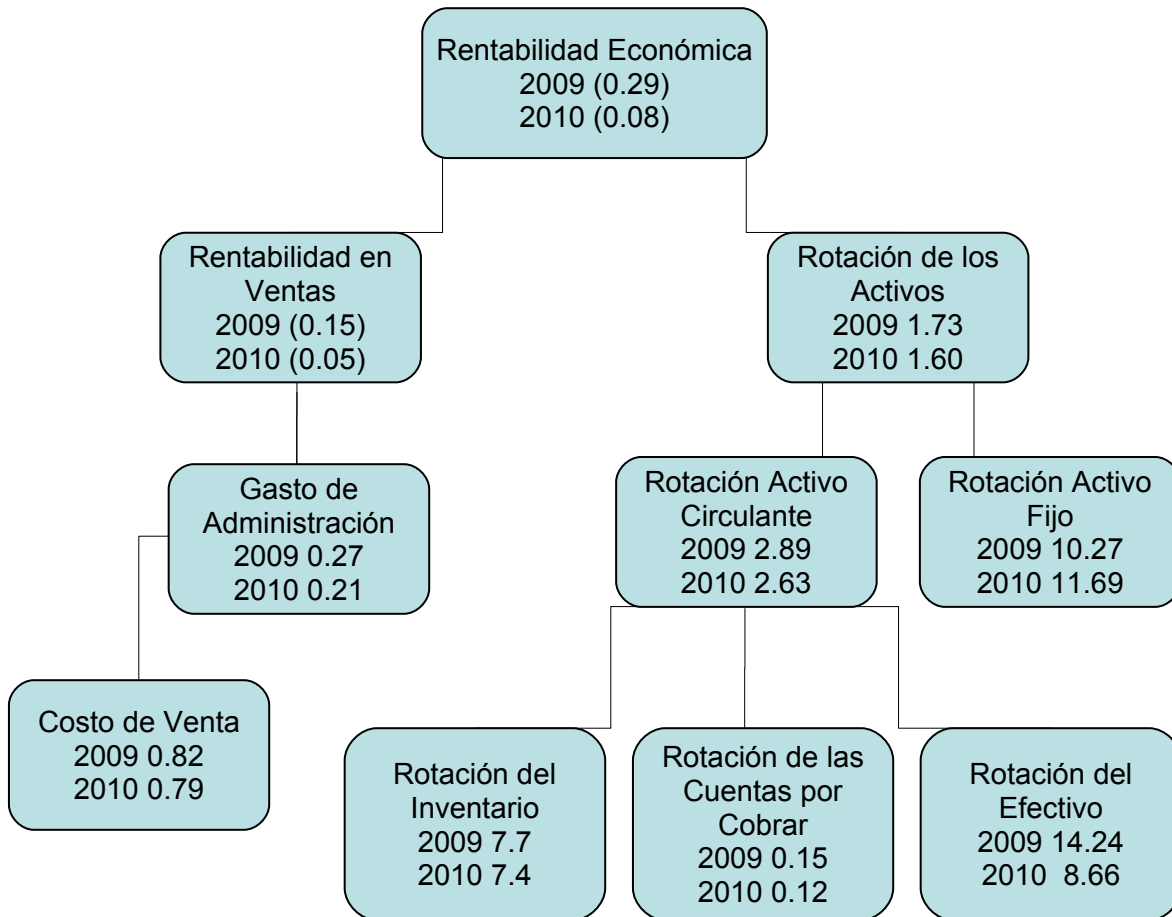 Rentabilidad Económica
2009 (0.29)
2010 (0.08)
Rentabilidad en
Ventas
2009 (0.15)
2010 (0.05)
Rotación de los
Activos
2009 1.73
2010 1.60
Gasto de
Administración
2009 0.27
2010 0.21
Rotación Activo
Circulante
2009 2.89
2010 2.63
Rotación Activo
Fijo
2009 10.27
2010 11.69
Costo de Venta
2009 0.82
2010 0.79
Rotación del
Inventario
2009 7.7
2010 7.4
Rotación de las
Cuentas por
Cobrar
2009 0.15
2010 0.12
Rotación del
Efectivo
2009 14.24
2010 8.66